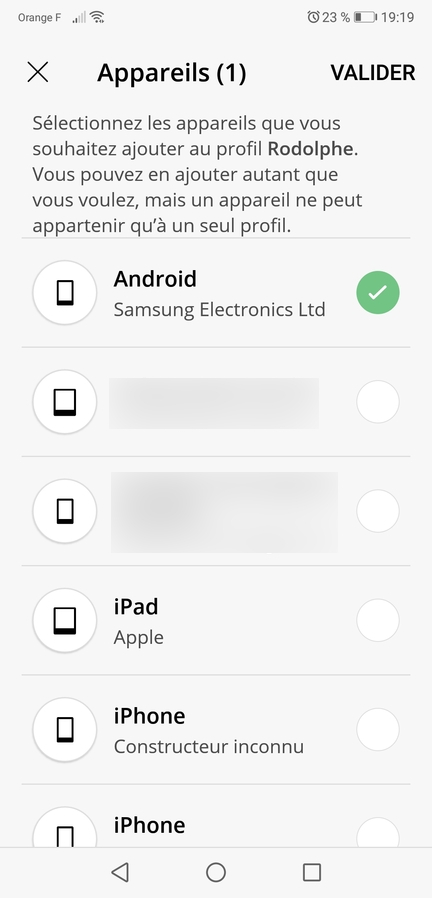 Orange F
23 %
19:19
Appareils (1)
VALIDER
Sélectionnez les appareils que vous
souhaitez ajouter au profil Rodolphe.
Vous pouvez en ajouter autant que
vous voulez, mais un appareil ne peut
appartenir qu’à un seul profil.
Android
Samsung Electronics Ltd
iPad
Apple
iPhone
Constructeur inconnu
iPhone